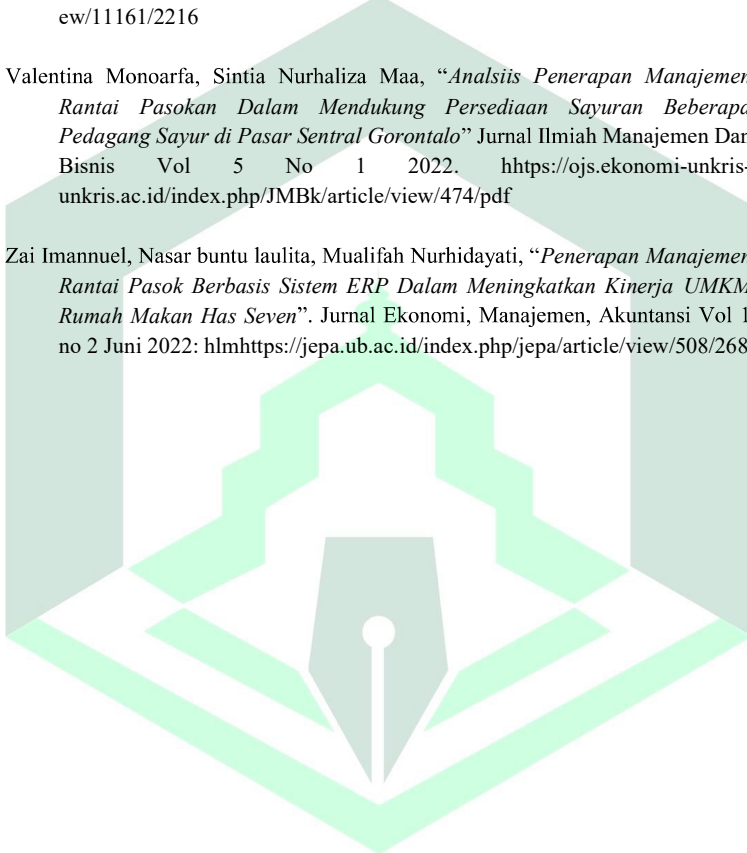 ew/11161/2216
Valentina Monoarfa, Sintia Nurhaliza Maa, “Analsiis Penerapan Manajemen
Rantai Pasokan Dalam Mendukung Persediaan Sayuran Beberapa
Pedagang Sayur di Pasar Sentral Gorontalo” Jurnal Ilmiah Manajemen Dan
Bisnis Vol 5 No 1 2022. hhtps://ojs.ekonomi-unkris-
unkris.ac.id/index.php/JMBk/article/view/474/pdf
Zai Imannuel, Nasar buntu laulita, Mualifah Nurhidayati, “Penerapan Manajemen
Rantai Pasok Berbasis Sistem ERP Dalam Meningkatkan Kinerja UMKM
Rumah Makan Has Seven”. Jurnal Ekonomi, Manajemen, Akuntansi Vol 1
no 2 Juni 2022: hlmhttps://jepa.ub.ac.id/index.php/jepa/article/view/508/268